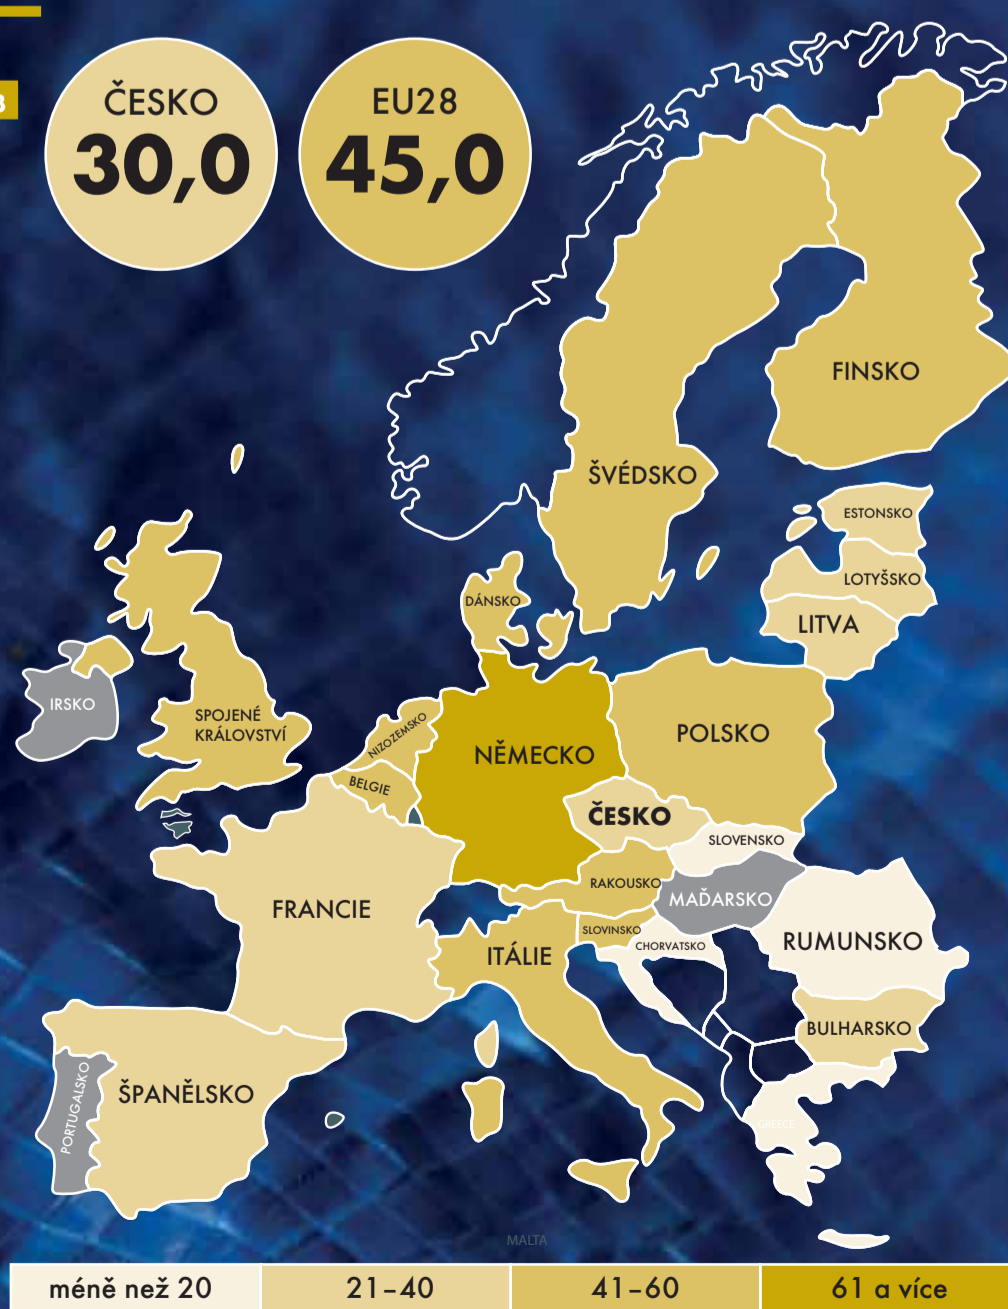 ČESKO
30,0
EU28
45,0
FINSKO
ŠVÉDSKO
ESTONSKO
LOTYŠSKO
LITVA
DÁNSKO
IRSKO
SPOJENÉ
KRÁLOVSTVÍ
NIZOZEMSKO
BELGIE
NĚMECKO
POLSKO
ČESKO
SLOVENSKO
RAKOUSKO
MAĎARSKO
FRANCIE
SLOVINSKO
CHORVATSKO
RUMUNSKO
ITÁLIE
BULHARSKO
ŠPANĚLSKO
PORTUGALSKO
GREECE
MALTA
méně než 20
21–40
41–60
61 a více